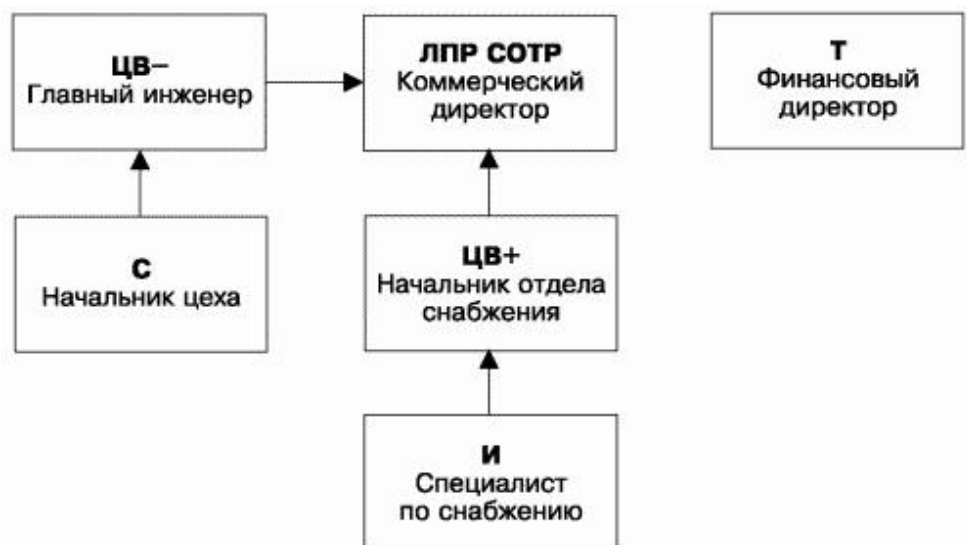 ЦВ–
Главный инженер
ЛПР СОТР
Коммерческий
директор
Т
Финансовый
директор
С
Начальник цеха
ЦВ+
Начальник отдела
снабжения
И
Специалист
по снабжению